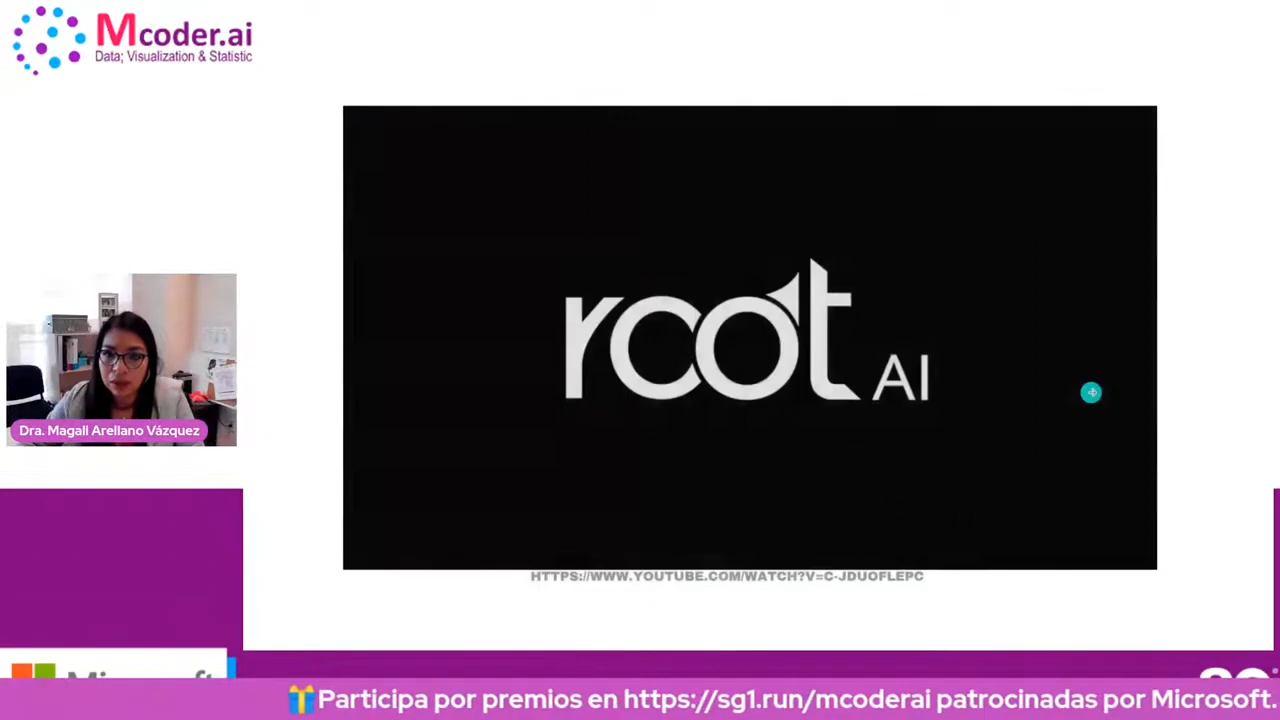 Mcoder.ai
Data; Visualization & Statistic
root AI
Dra. Magali Arellano Vázquez
HTTPS://WWW.YOUTUBE.COM/WATCH?V=C-JDUOFLEPC
Microsoft
Participa por premios en https://sg1.run/mcoderai patrocinadas por Microsoft.